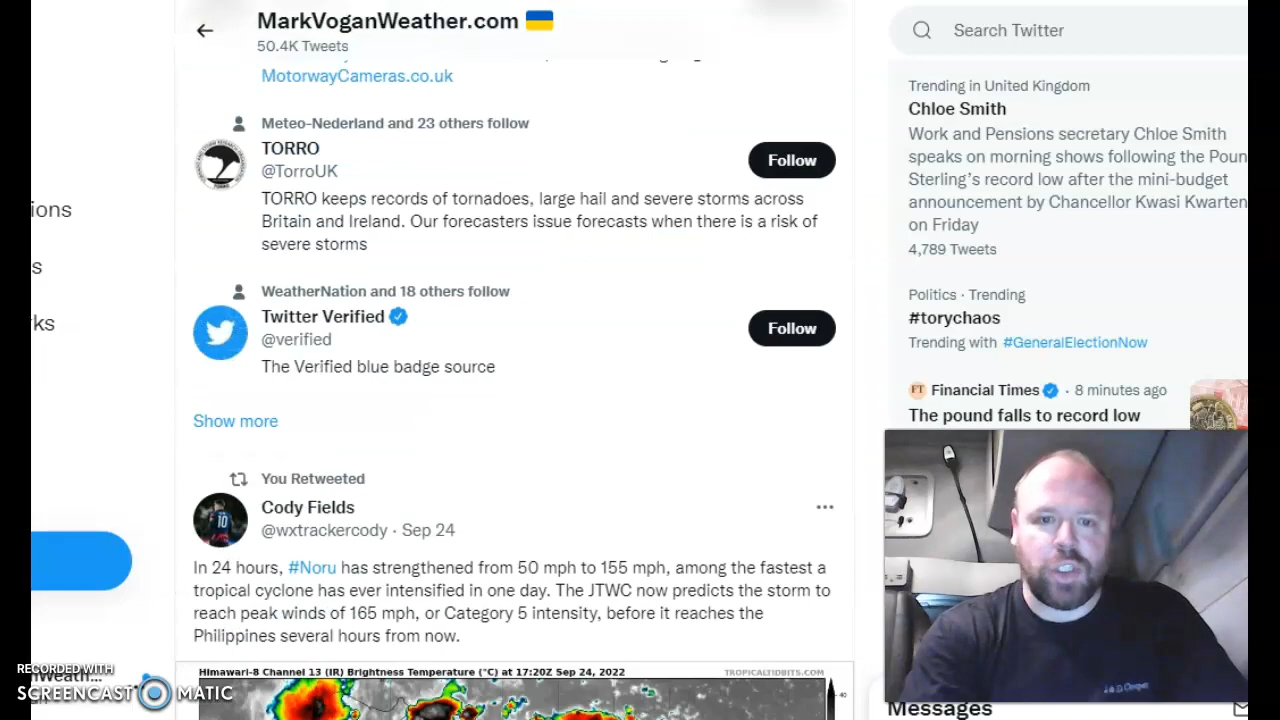 MarkVoganWeather.com
50.4K Tweets
MotorwayCameras.co.uk
Meteo-Nederland and 23 others follow
TORRO
@TorroUK
Follow
TORRO keeps records of tornadoes, large hail and severe storms across
Britain and Ireland. Our forecasters issue forecasts when there is a risk of
severe storms
WeatherNation and 18 others follow
Twitter Verified
@verified
Follow
The Verified blue badge source
Show more
You Retweeted
Cody Fields
@wxtrackercody · Sep 24
In 24 hours, #Noru has strengthened from 50 mph to 155 mph, among the fastest a
tropical cyclone has ever intensified in one day. The JTWC now predicts the storm to
reach peak winds of 165 mph, or Category 5 intensity, before it reaches the
Philippines several hours from now.
Himawari-8 Channel 13 (IR) Brightness Temperature (°C) at 17:20Z Sep 24, 2022
TROPICALTIDBITS.COM
40
ions
s
rks
RECORDED WITH
SCREENCAST MATIC
Search Twitter
Trending in United Kingdom
Chloe Smith
Work and Pensions secretary Chloe Smith
speaks on morning shows following the Poun
Sterling's record low after the mini-budget
announcement by Chancellor Kwasi Kwarten
on Friday
4,789 Tweets
Politics · Trending
#torychaos
Trending with #GeneralElectionNow
FT Financial Times · 8 minutes ago
The pound falls to record low
10
Messages